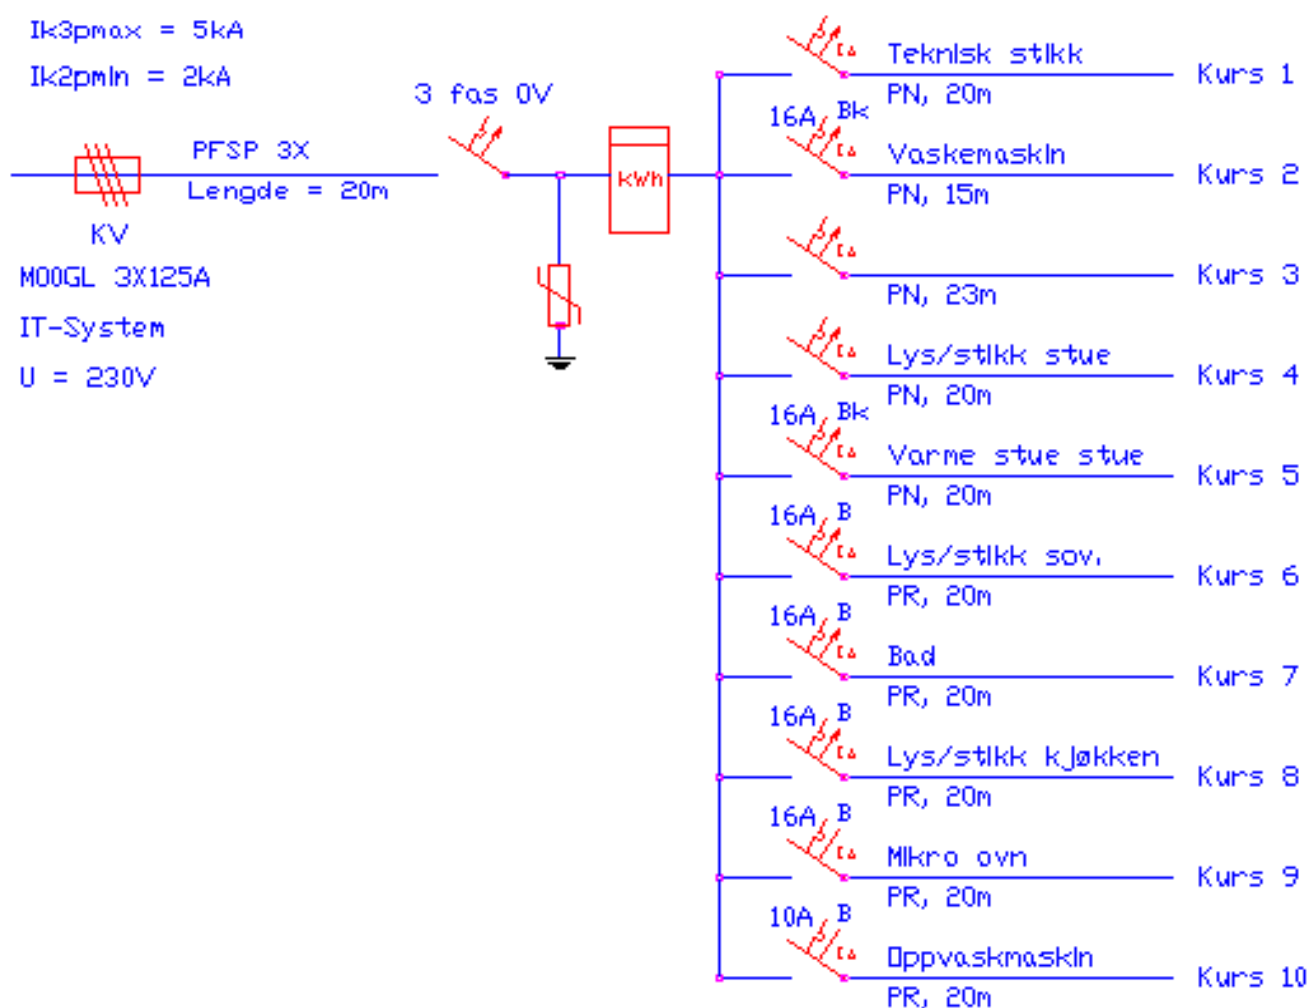 Ik3pmax = 5kA
Ik2pmin = 2kA
3 fas OV
PFSP 3X
Lengde = 20m
KV
M00GL 3X125A
IT-System
U = 230V
kWh
Teknisk stikk
Kurs 1
PN, 20m
16A, Bk
Vaskemaskin
Kurs 2
PN, 15m
Kurs 3
PN, 23m
Lys/stikk stue
Kurs 4
PN, 20m
16A, Bk
Varme stue stue
Kurs 5
PN, 20m
16A, B
Lys/stikk sov.
Kurs 6
PR, 20m
16A, B
Bad
Kurs 7
PR, 20m
16A, B
Lys/stikk kjøkken
Kurs 8
PR, 20m
16A, B
Mikro ovn
Kurs 9
PR, 20m
10A, B
Oppvaskmaskin
Kurs 10
PR, 20m